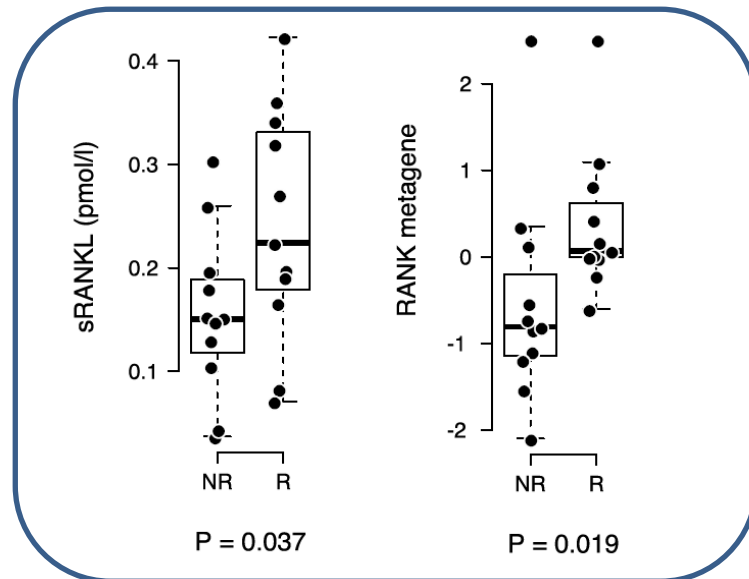 sRANKL (pmol/l)
0.4
0.3
0.2
0.1
NR
R
P = 0.037
RANK metagene
2
1
0
-1
-2
NR
R
P = 0.019